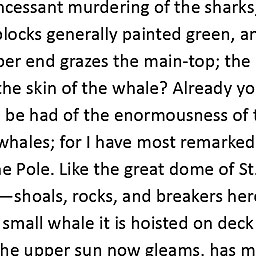 ncessant murdering of the sharks,
blocks generally painted green, an
per end grazes the main-top; the
the skin of the whale? Already yo
be had of the enormousness of t
whales; for I have most remarked
e Pole. Like the great dome of St.
—shoals, rocks, and breakers her
small whale it is hoisted on deck
he upper sun now gleams, has m